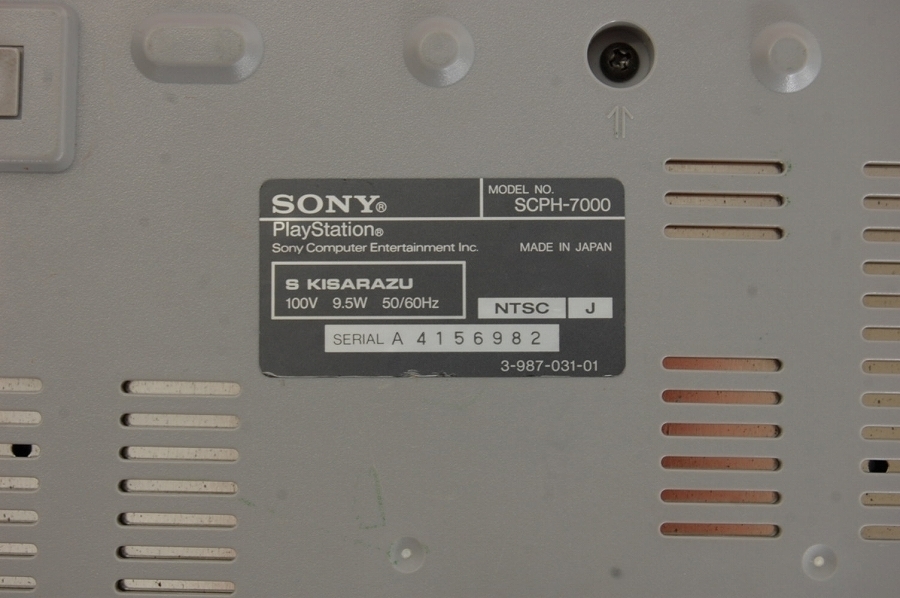 SONY®
MODEL NO.
SCPH-7000
PlayStation®
Sony Computer Entertainment Inc.
MADE IN JAPAN
S KISARAZU
100V 9.5W 50/60Hz
NTSC J
SERIAL A 4156982
3-987-031-01